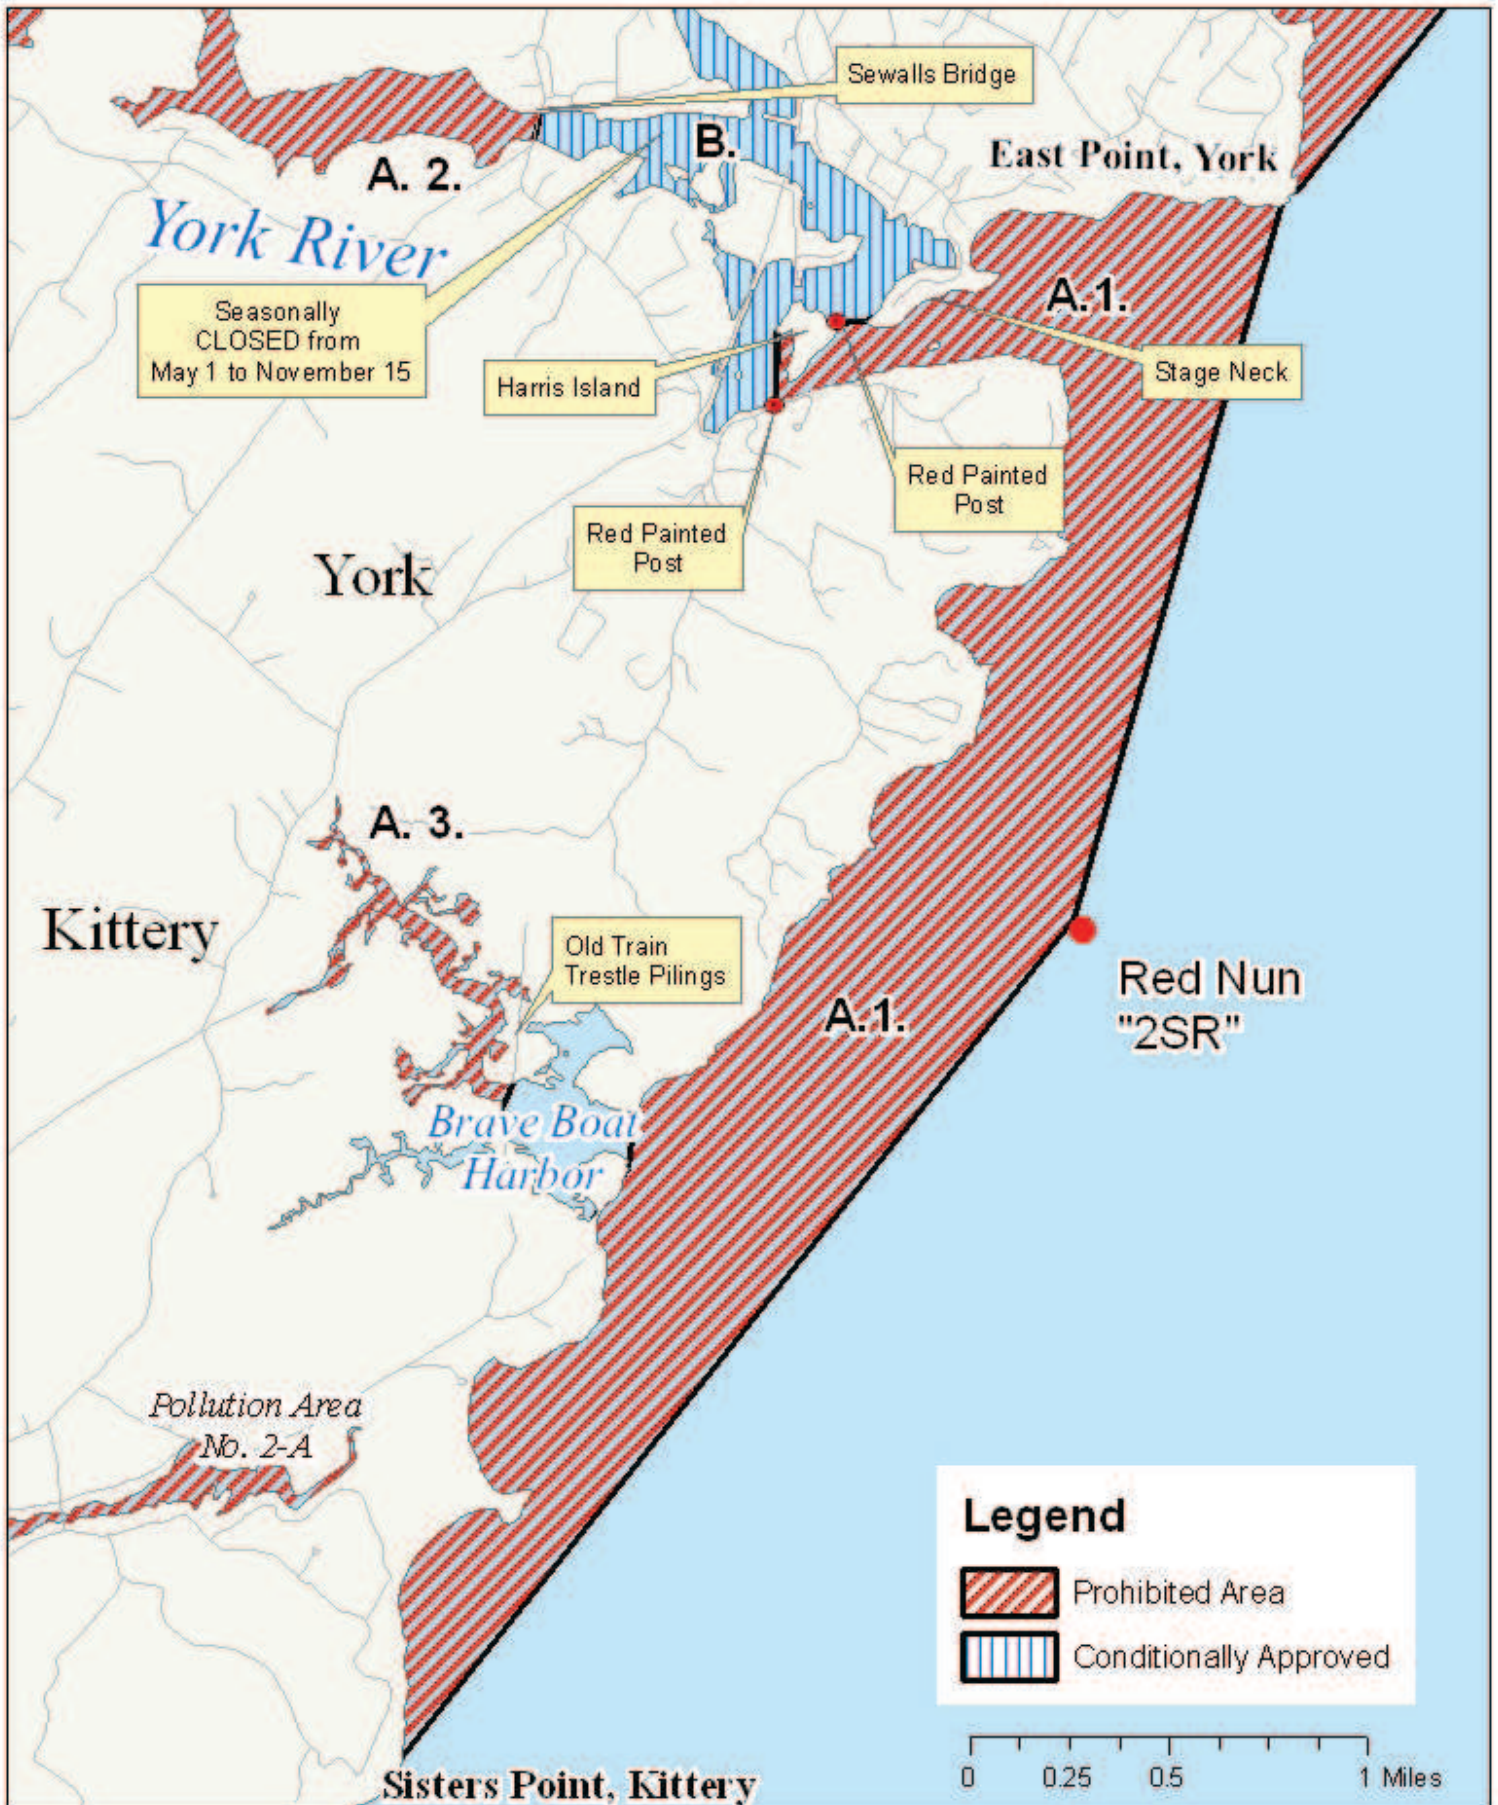 Sewalls Bridge
B.
East Point, York
A. 2.
York River
Seasonally
CLOSED from
May 1 to November 15
A.1.
Harris Island
Stage Neck
Red Painted
Post
Red Painted
Post
York
A. 3.
Kittery
Old Train
Trestle Pilings
Red Nun
"2SR"
A.1.
Brave Boat
Harbor
Pollution Area
No. 2-A
Legend
Prohibited Area
Conditionally Approved
0 0.25 0.5 1 Miles
Sisters Point, Kittery